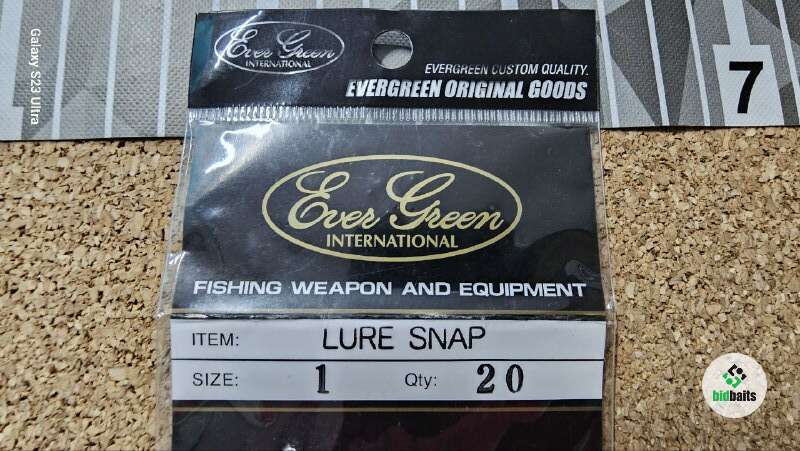 Galaxy S23 Ultra
Ever Green
INTERNATIONAL
EVERGREEN CUSTOM QUALITY.
EVERGREEN ORIGINAL GOODS
7
Ever Green
INTERNATIONAL
FISHING WEAPON AND EQUIPMENT
ITEM: LURE SNAP
SIZE: 1 Qty: 20
bidbaits